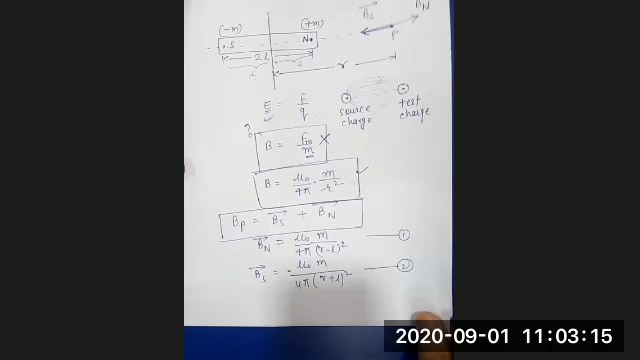 (-m) (+m) B_S B_N
S N P
2l
l l r
E = F/q source charge test charge
? B = F_m/m ×
B = μ₀/4π · m/r² ✓
B_P = B_S + B_N
B_N = μ₀ m / 4π (r-l)² ①
B_S = μ₀ m / 4π (r+l)² ②
2020-09-01 11:03:15